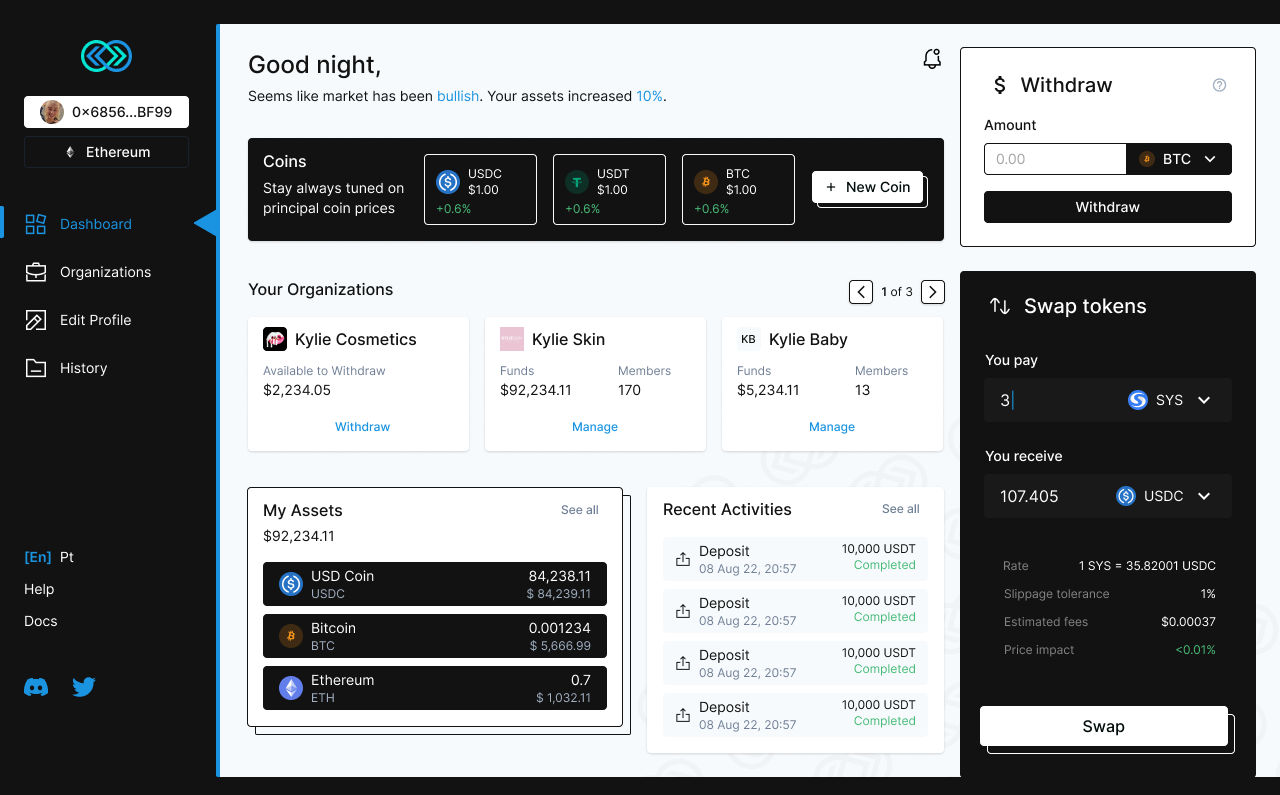 0×6856...BF99
Ethereum
Dashboard
Organizations
Edit Profile
History
[En] Pt
Help
Docs
Good night,
Seems like market has been bullish. Your assets increased 10%.
Coins
Stay always tuned on
principal coin prices
USDC
$1.00
+0.6%
USDT
$1.00
+0.6%
BTC
$1.00
+0.6%
+ New Coin
Your Organizations
1 of 3
Kylie Cosmetics
Available to Withdraw
$2,234.05
Withdraw
Kylie Skin
Funds Members
$92,234.11 170
Manage
KB Kylie Baby
Funds Members
$5,234.11 13
Manage
My Assets See all
$92,234.11
USD Coin 84,238.11
USDC $ 84,239.11
Bitcoin 0.001234
BTC $ 5,666.99
Ethereum 0.7
ETH $ 1,032.11
Recent Activities See all
Deposit 10,000 USDT
08 Aug 22, 20:57 Completed
Deposit 10,000 USDT
08 Aug 22, 20:57 Completed
Deposit 10,000 USDT
08 Aug 22, 20:57 Completed
Deposit 10,000 USDT
08 Aug 22, 20:57 Completed
$ Withdraw
Amount
0.00 BTC
Withdraw
Swap tokens
You pay
3 SYS
You receive
107.405 USDC
Rate 1 SYS = 35.82001 USDC
Slippage tolerance 1%
Estimated fees $0.00037
Price impact <0.01%
Swap